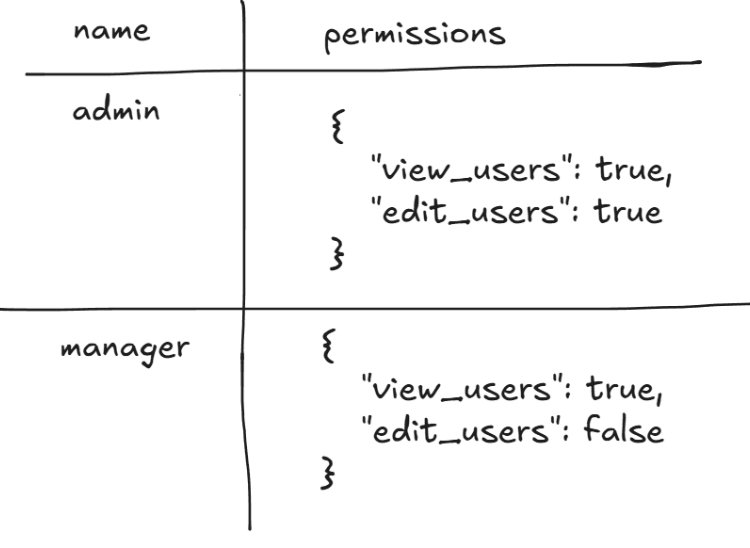 name permissions
admin
{
"view_users": true,
"edit_users": true
}
manager
{
"view_users": true,
"edit_users": false
}